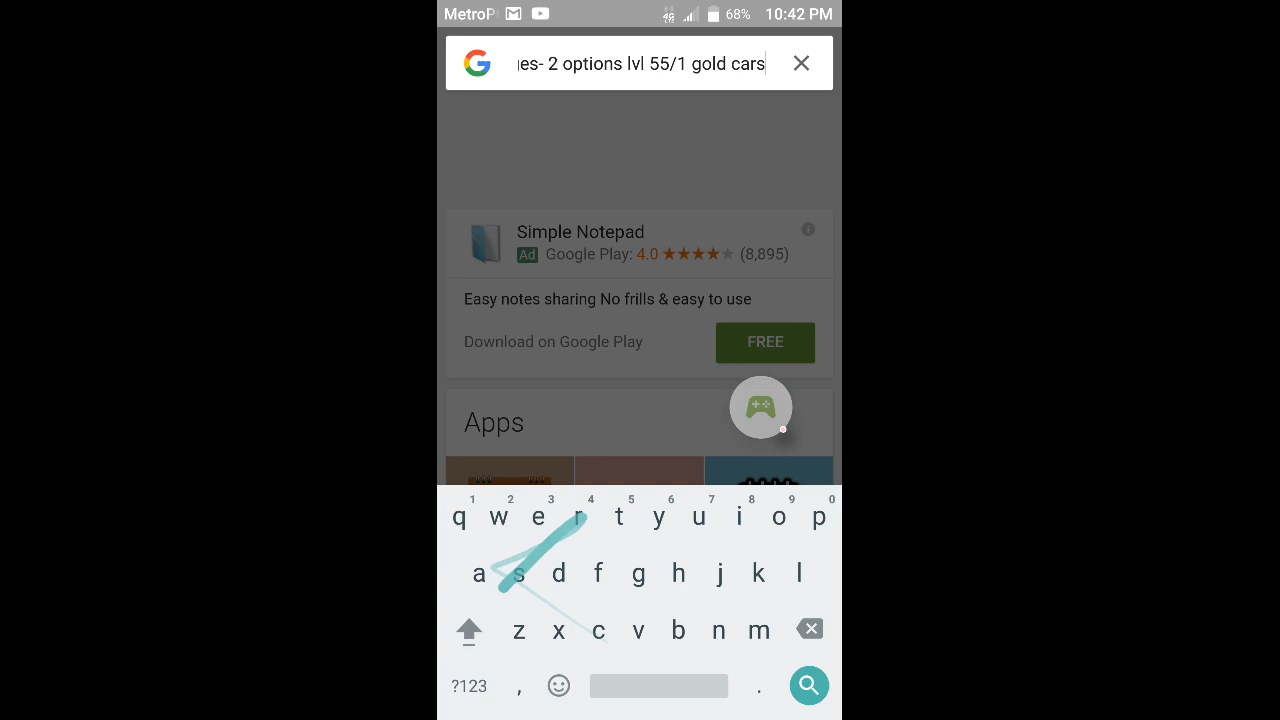 MetroP 4G LTE 68% 10:42 PM
es- 2 options lvl 55/1 gold cars
Simple Notepad
Ad Google Play: 4.0 ★★★★★ (8,895)
Easy notes sharing No frills & easy to use
Download on Google Play FREE
Apps
1 2 3 4 5 6 7 8 9 0
q w e r t y u i o p
a s d f g h j k l
z x c v b n m
?123 , .